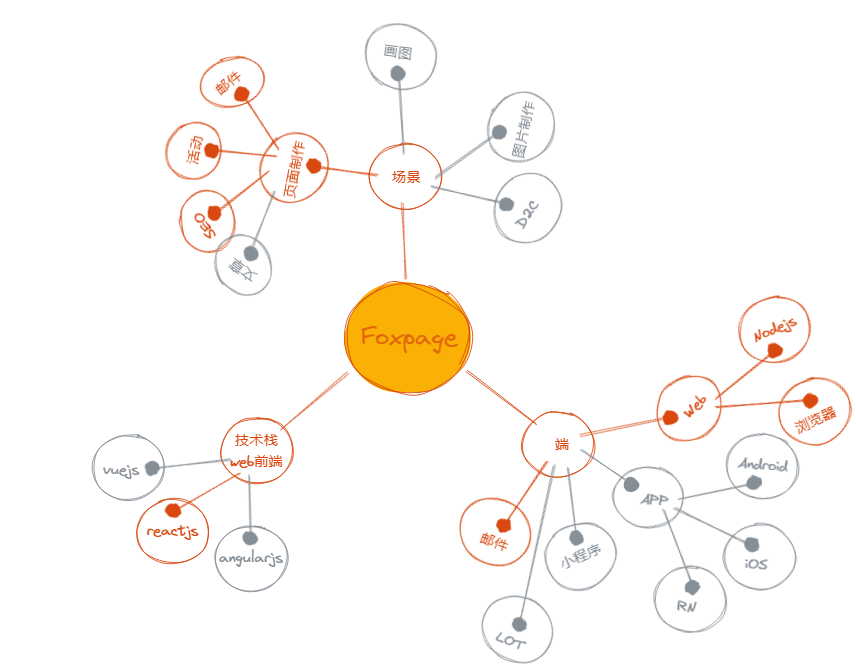 画图
邮件
图片制作
活动
页面制作
场景
SEO
D2C
文章
Foxpage
Nodejs
web
浏览器
技术栈
web前端
端
vuejs
Android
APP
reactjs
邮件
小程序
angularjs
iOS
RN
LOT